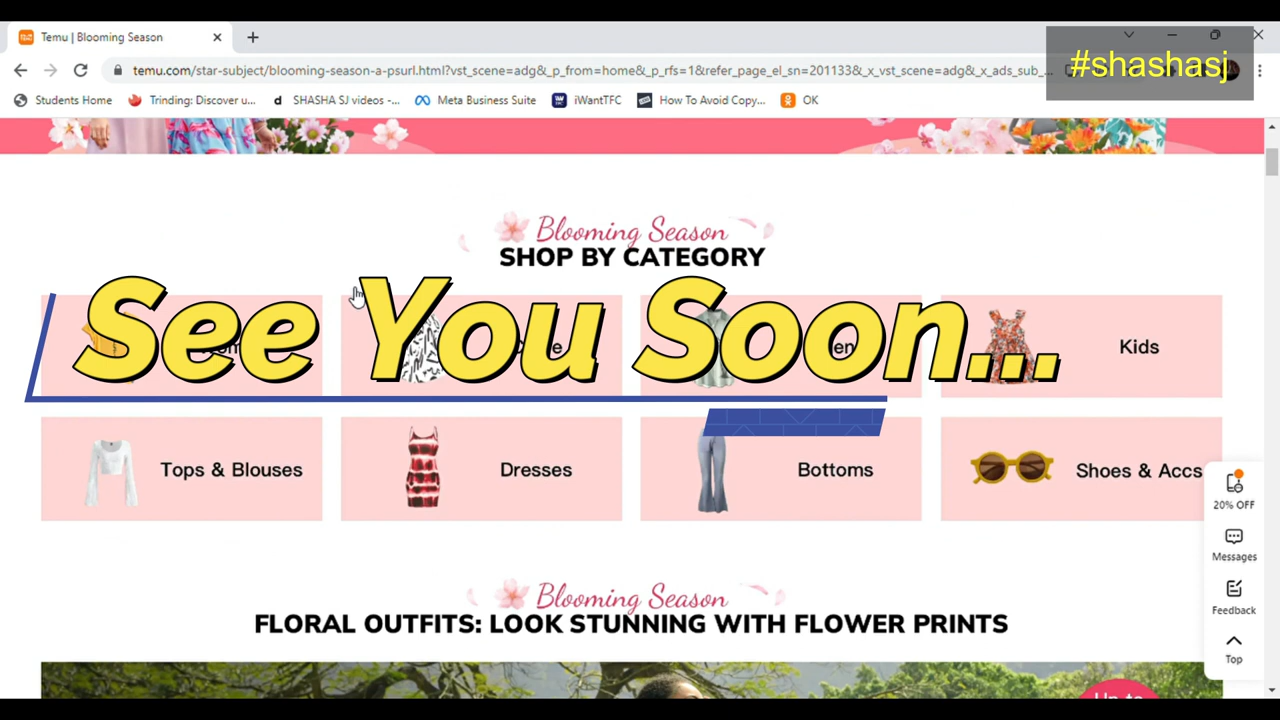 Temu | Blooming Season
#shashasj
temu.com/star-subject/blooming-season-a-psurl.html?vst_scene=adg&_p_from=home&_p_rfs=1&refer_page_el_sn=201133&_x_vst_scene=adg&_x_ads_sub_...
Students Home
Trinding: Discover u...
d SHASHA SJ videos -...
Meta Business Suite
iWantTFC
How To Avoid Copy...
OK
Blooming Season
SHOP BY CATEGORY
See You Soon...
Kids
Tops & Blouses
Dresses
Bottoms
Shoes & Accs
20% OFF
Messages
Feedback
Top
Blooming Season
FLORAL OUTFITS: LOOK STUNNING WITH FLOWER PRINTS
Up to